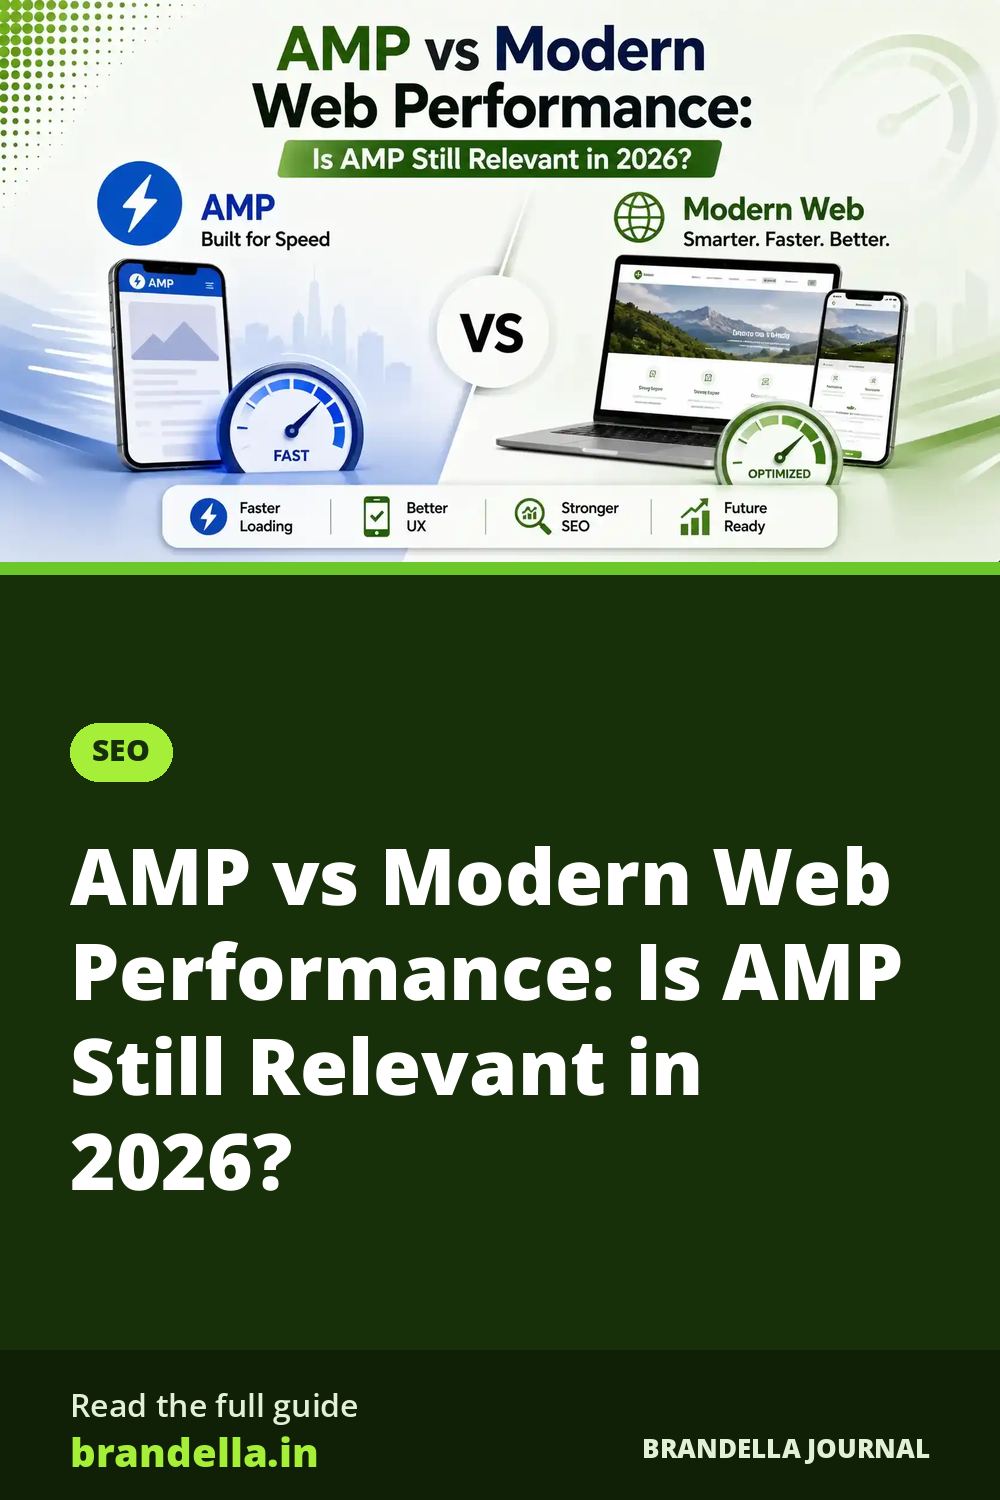 AMP vs Modern
Web Performance:
Is AMP Still Relevant in 2026?
AMP
Built for Speed
Modern Web
Smarter. Faster. Better.
AMP
VS
FAST
OPTIMIZED
Faster
Loading
Better
UX
Stronger
SEO
Future
Ready
SEO
AMP vs Modern Web
Performance: Is AMP
Still Relevant in
2026?
Read the full guide
brandella.in
BRANDELLA JOURNAL